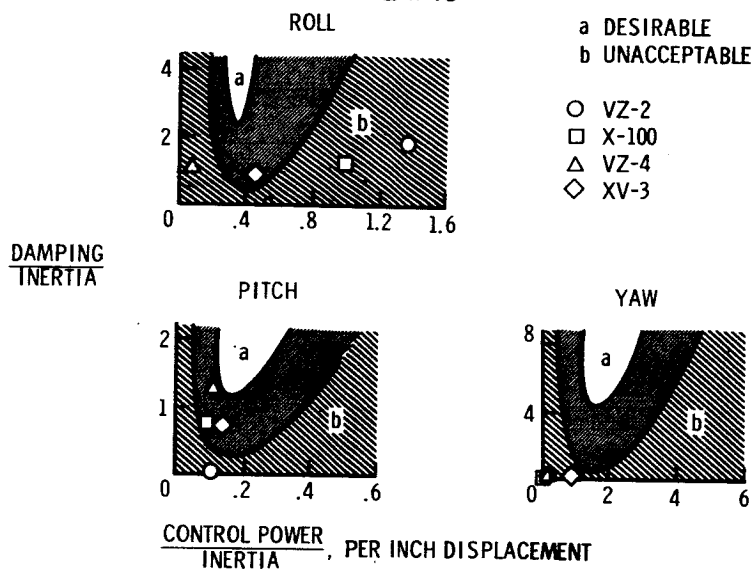 ROLL
a DESIRABLE
b UNACCEPTABLE
VZ-2
X-100
VZ-4
XV-3
4
2
0
a
b
.4
.8
1.2
1.6
DAMPING
INERTIA
PITCH
2
1
0
a
b
.2
.4
.6
YAW
8
4
0
a
b
2
4
6
CONTROL POWER
INERTIA , PER INCH DISPLACEMENT